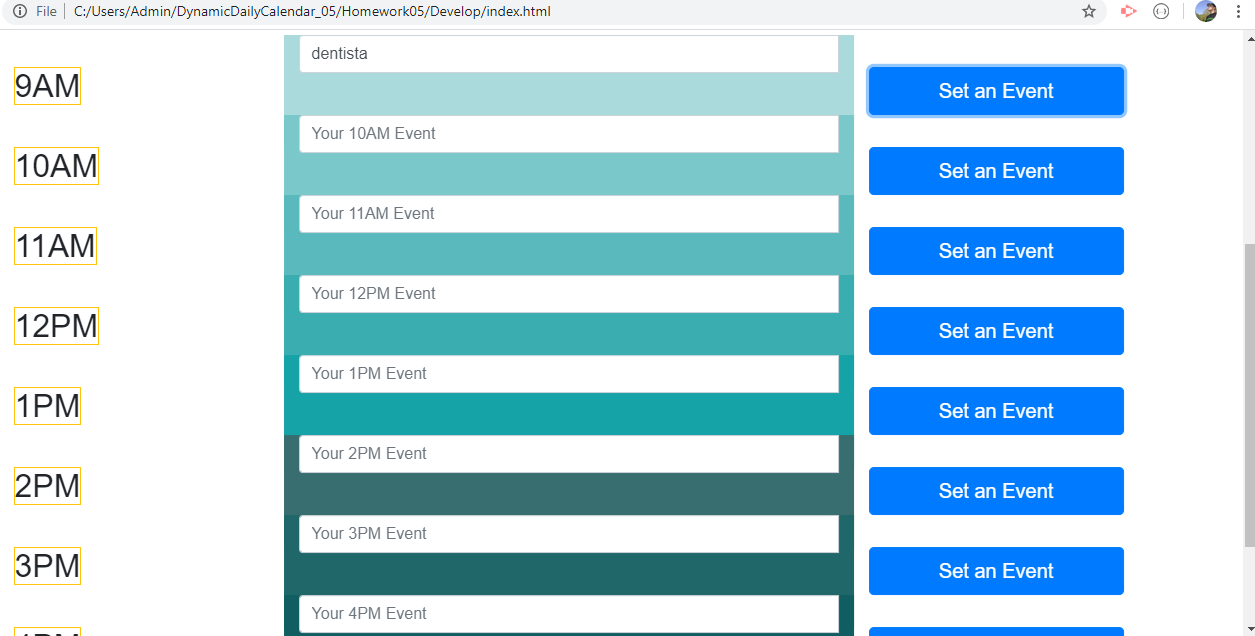 File C:/Users/Admin/DynamicDailyCalendar_05/Homework05/Develop/index.html
dentista
9AM Set an Event
Your 10AM Event
10AM Set an Event
Your 11AM Event
11AM Set an Event
Your 12PM Event
12PM Set an Event
Your 1PM Event
1PM Set an Event
Your 2PM Event
2PM Set an Event
Your 3PM Event
3PM Set an Event
Your 4PM Event